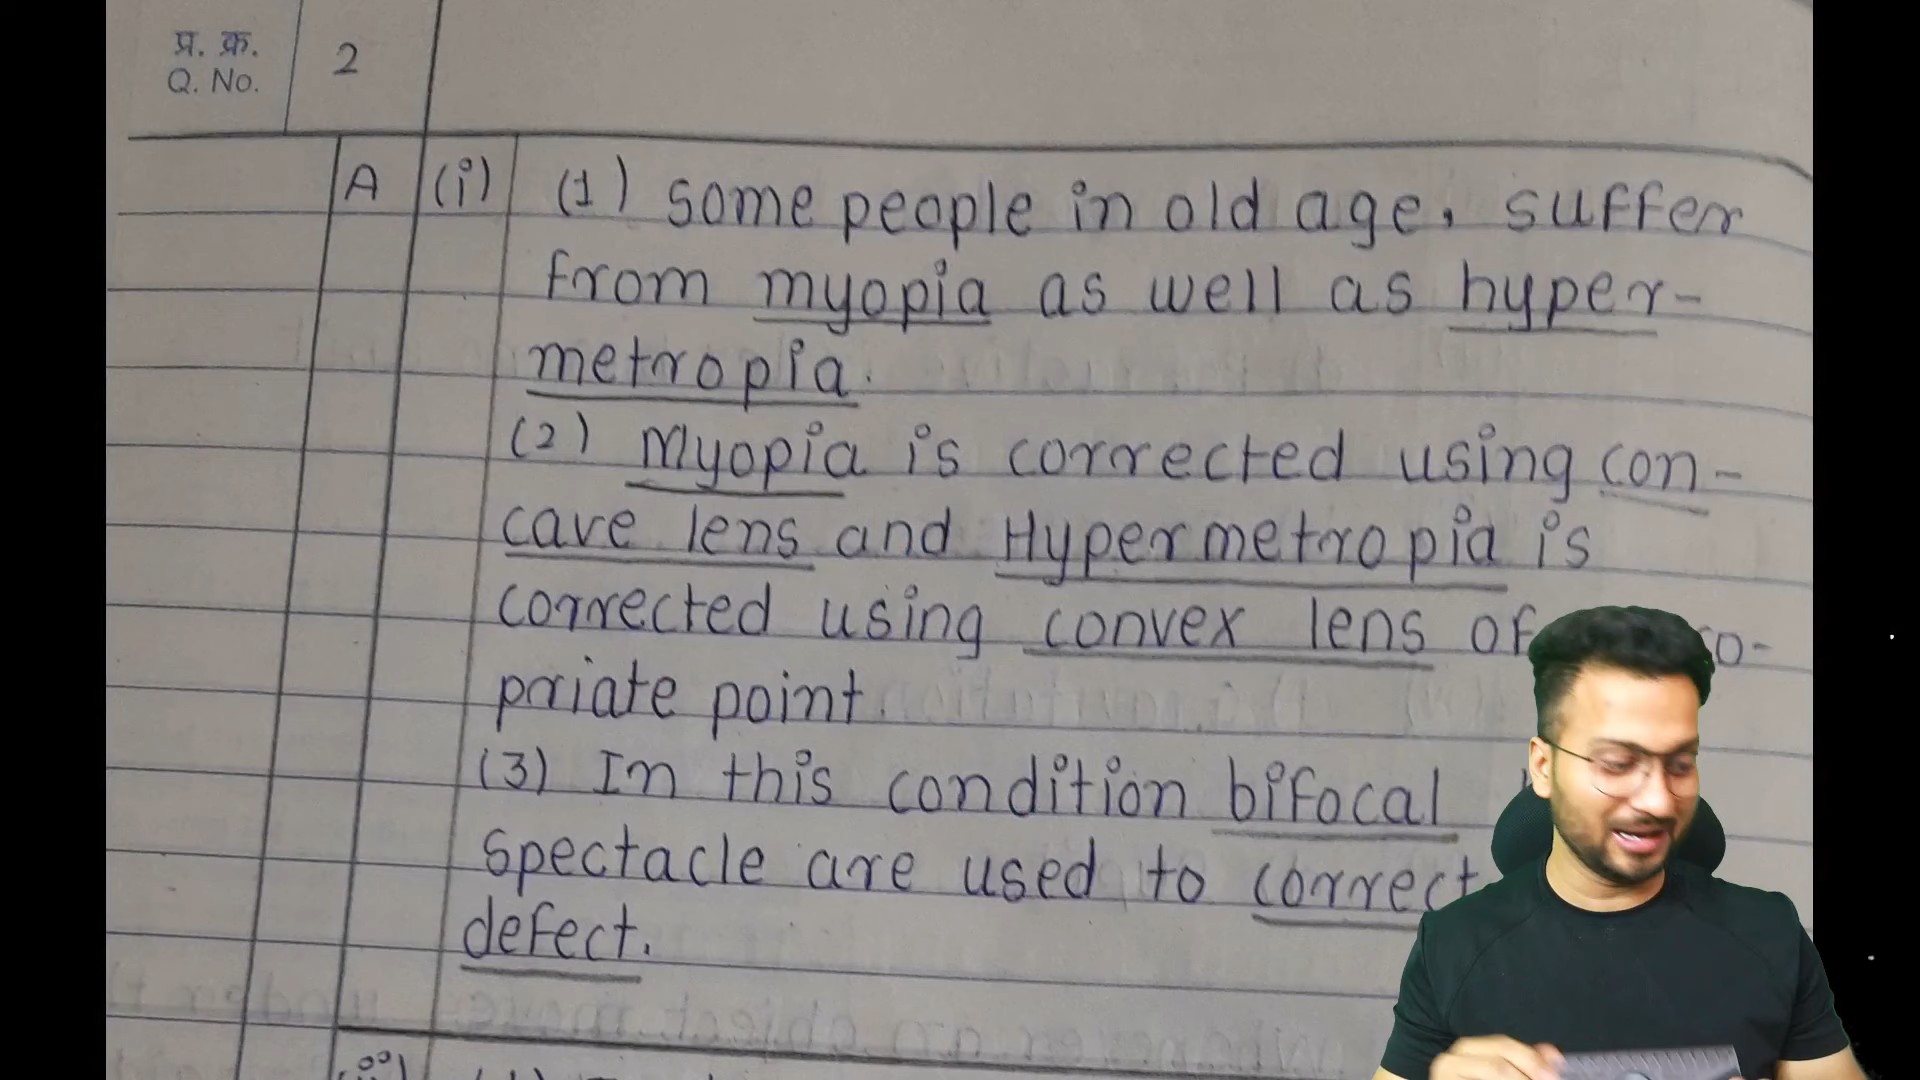 प्र. क्र.
Q. No.
2
A (i) (1) some people in old age, suffer
from myopia as well as hyper-
metropia.
(2) Myopia is corrected using con-
cave lens and Hypermetropia is
corrected using convex lens of
priate point.
(3) In this condition bifocal
spectacle are used to correct
defect.